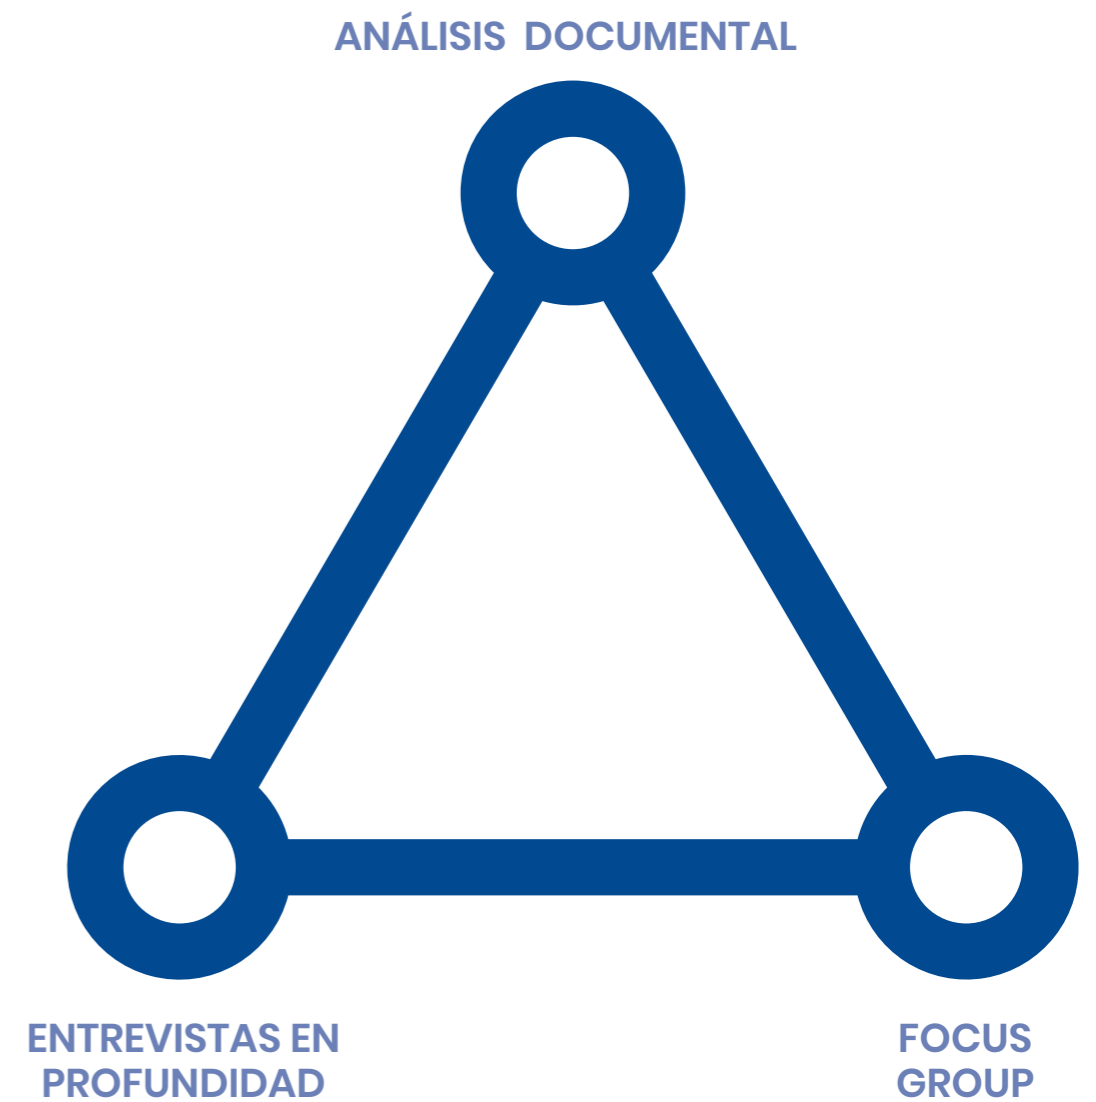 ANÁLISIS DOCUMENTAL
ENTREVISTAS EN
PROFUNDIDAD
FOCUS
GROUP